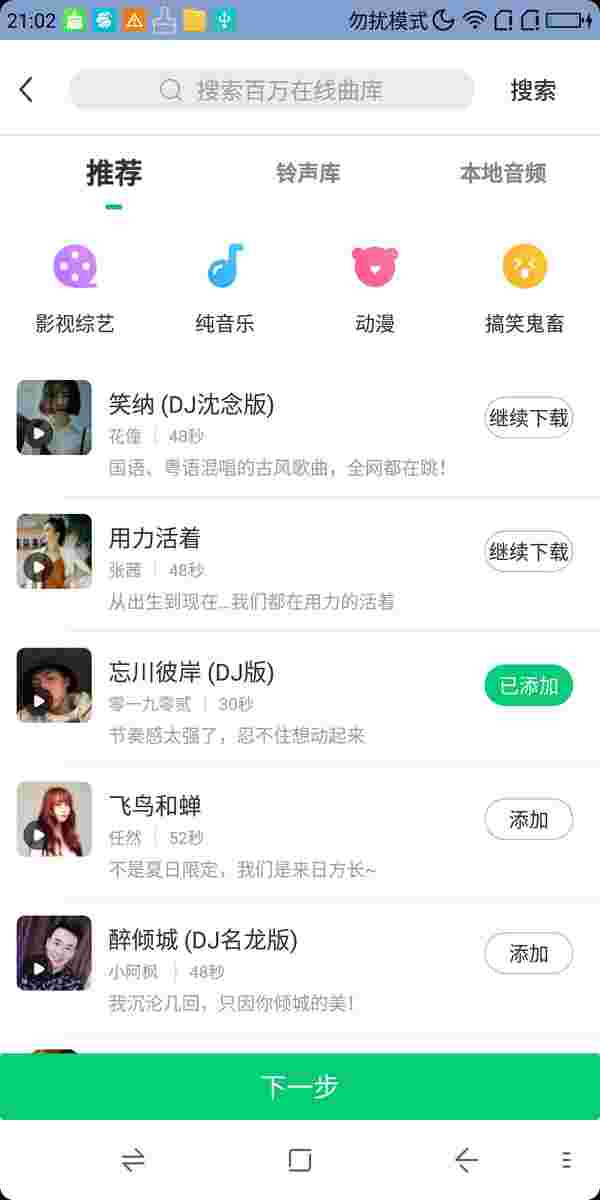 21:02 勿扰模式
搜索百万在线曲库 搜索
推荐 铃声库 本地音频
影视综艺 纯音乐 动漫 搞笑鬼畜
笑纳 (DJ沈念版)
花僮 | 48秒
国语、粤语混唱的古风歌曲，全网都在跳！
继续下载
用力活着
张茜 | 48秒
从出生到现在...我们都在用力的活着
继续下载
忘川彼岸 (DJ版)
零一九零贰 | 30秒
节奏感太强了，忍不住想动起来
已添加
飞鸟和蝉
任然 | 52秒
不是夏日限定，我们是来日方长~
添加
醉倾城 (DJ名龙版)
小阿枫 | 48秒
我沉沦几回，只因你倾城的美！
添加
下一步